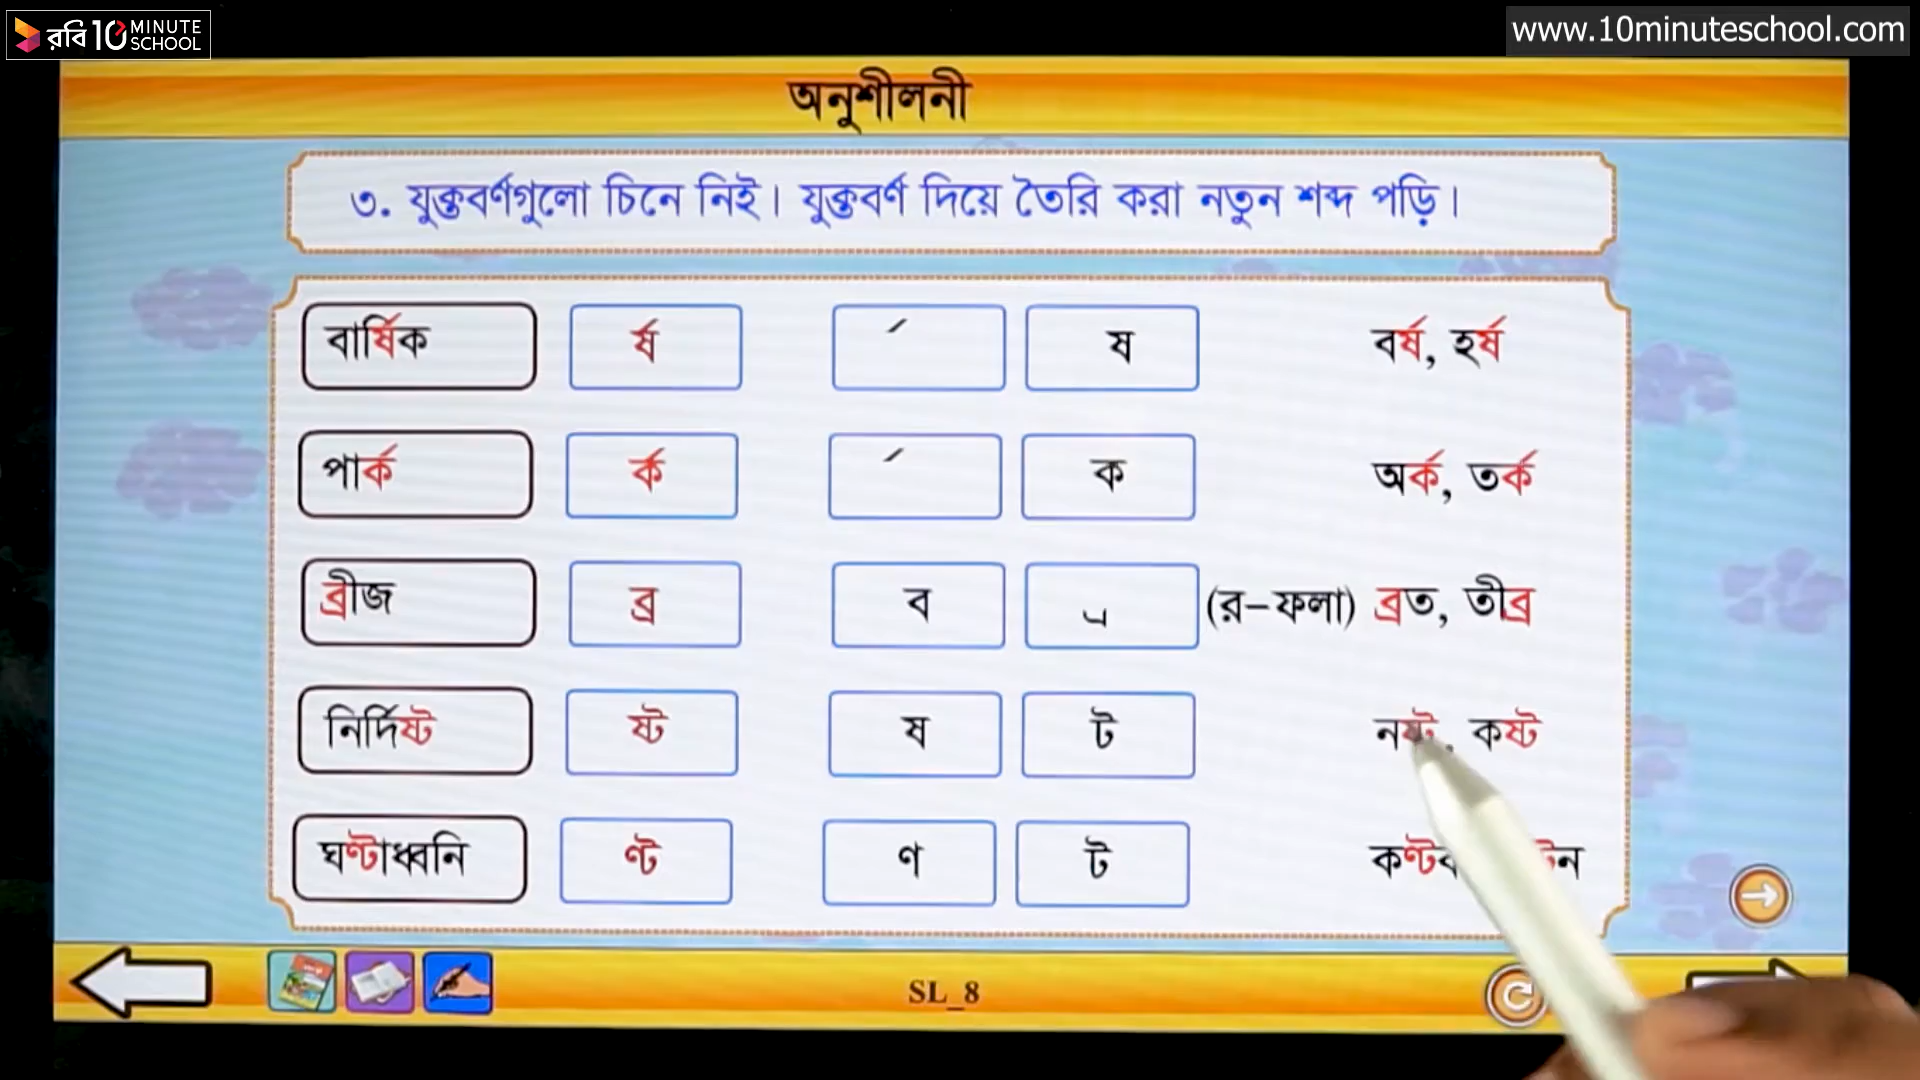 রবি 10 MINUTE SCHOOL
www.10minuteschool.com
অনুশীলনী
৩. যুক্তবর্ণগুলো চিনে নিই। যুক্তবর্ণ দিয়ে তৈরি করা নতুন শব্দ পড়ি।
বার্ষিক র্ষ র্ ষ বর্ষ, হর্ষ
পার্ক র্ক র্ ক অর্ক, তর্ক
ব্রীজ ব্র ব ্র (র-ফলা) ব্রত, তীব্র
নির্দিষ্ট ষ্ট ষ ট নষ্ট, কষ্ট
ঘণ্টাধ্বনি ণ্ট ণ ট
SL_8